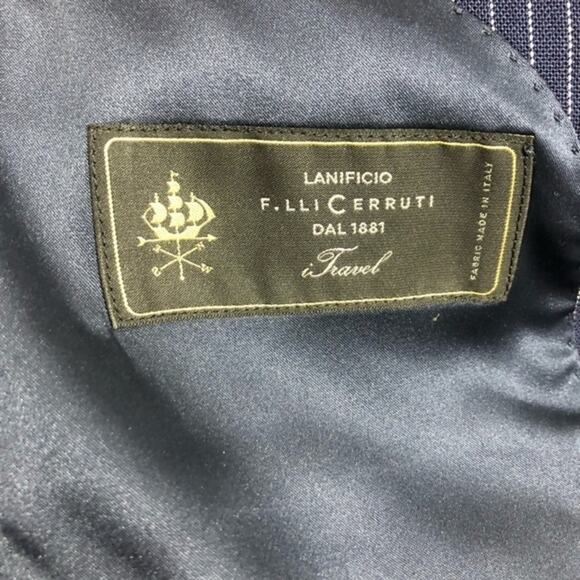 LANIFICIO
F.LLI CERRUTI
DAL 1881
iTravel
FABRIC MADE IN ITALY